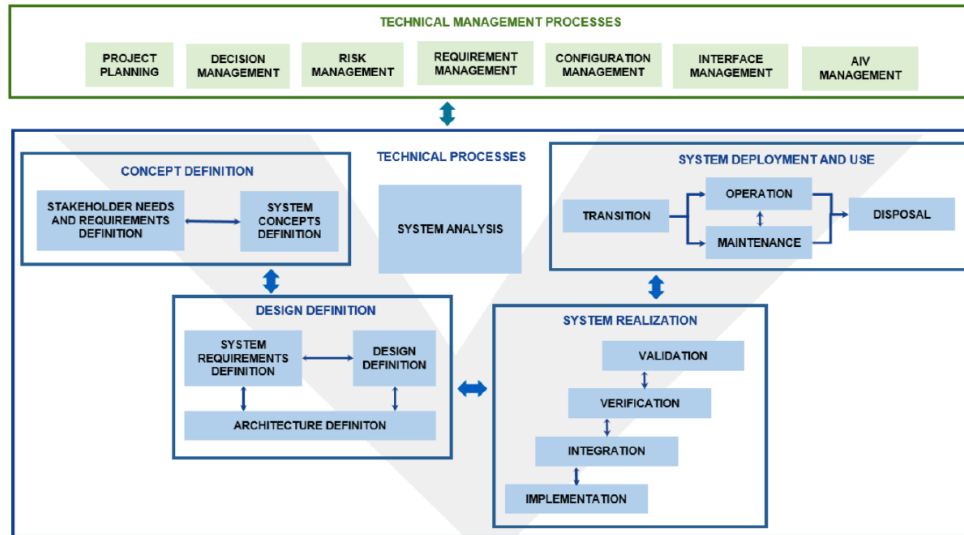 TECHNICAL MANAGEMENT PROCESSES
PROJECT
PLANNING
DECISION
MANAGEMENT
RISK
MANAGEMENT
REQUIREMENT
MANAGEMENT
CONFIGURATION
MANAGEMENT
INTERFACE
MANAGEMENT
AIV
MANAGEMENT
TECHNICAL PROCESSES
CONCEPT DEFINITION
STAKEHOLDER NEEDS
AND REQUIREMENTS
DEFINITION
SYSTEM
CONCEPTS
DEFINITION
SYSTEM ANALYSIS
SYSTEM DEPLOYMENT AND USE
TRANSITION
OPERATION
MAINTENANCE
DISPOSAL
DESIGN DEFINITION
SYSTEM
REQUIREMENTS
DEFINITION
DESIGN
DEFINITION
ARCHITECTURE DEFINITON
SYSTEM REALIZATION
VALIDATION
VERIFICATION
INTEGRATION
IMPLEMENTATION